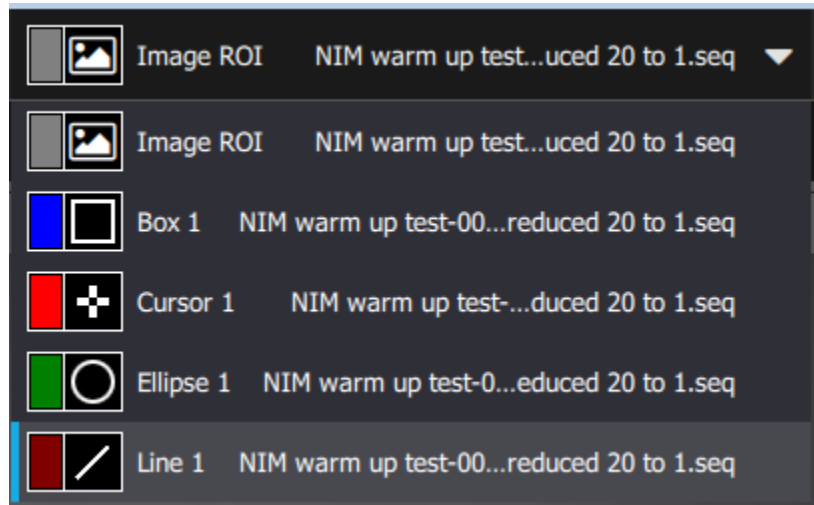 Image ROI NIM warm up test...uced 20 to 1.seq
Image ROI NIM warm up test...uced 20 to 1.seq
Box 1 NIM warm up test-00...reduced 20 to 1.seq
Cursor 1 NIM warm up test-...duced 20 to 1.seq
Ellipse 1 NIM warm up test-0...educed 20 to 1.seq
Line 1 NIM warm up test-00...reduced 20 to 1.seq